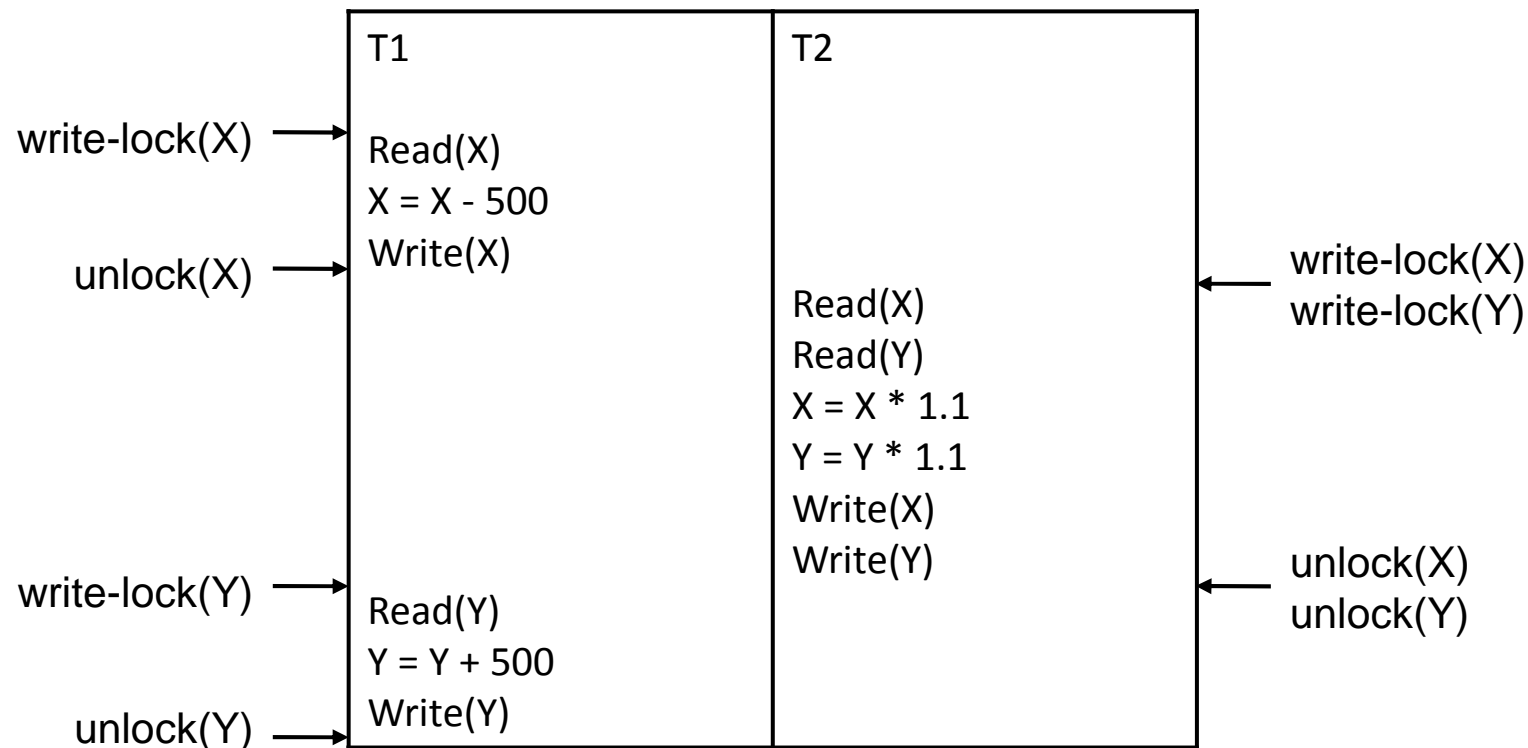 T1
T2
write-lock(X)
Read(X)
X = X - 500
Write(X)
unlock(X)
write-lock(X)
write-lock(Y)
Read(X)
Read(Y)
X = X * 1.1
Y = Y * 1.1
Write(X)
Write(Y)
unlock(X)
unlock(Y)
write-lock(Y)
Read(Y)
Y = Y + 500
Write(Y)
unlock(Y)